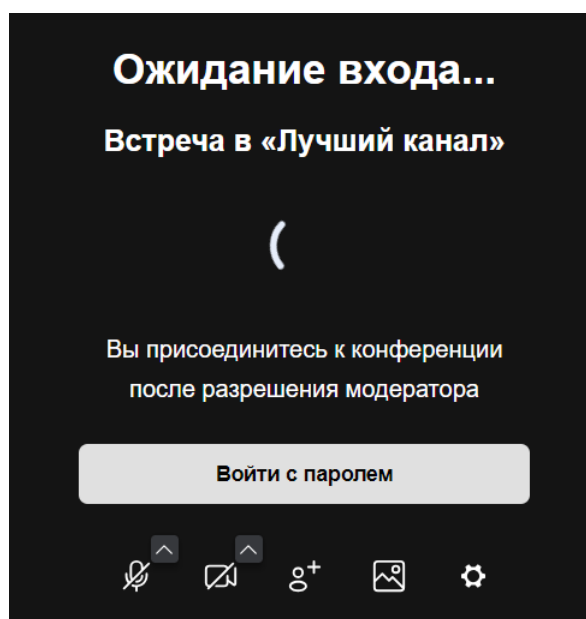 Ожидание входа...
Встреча в «Лучший канал»
Вы присоединитесь к конференции
после разрешения модератора
Войти с паролем